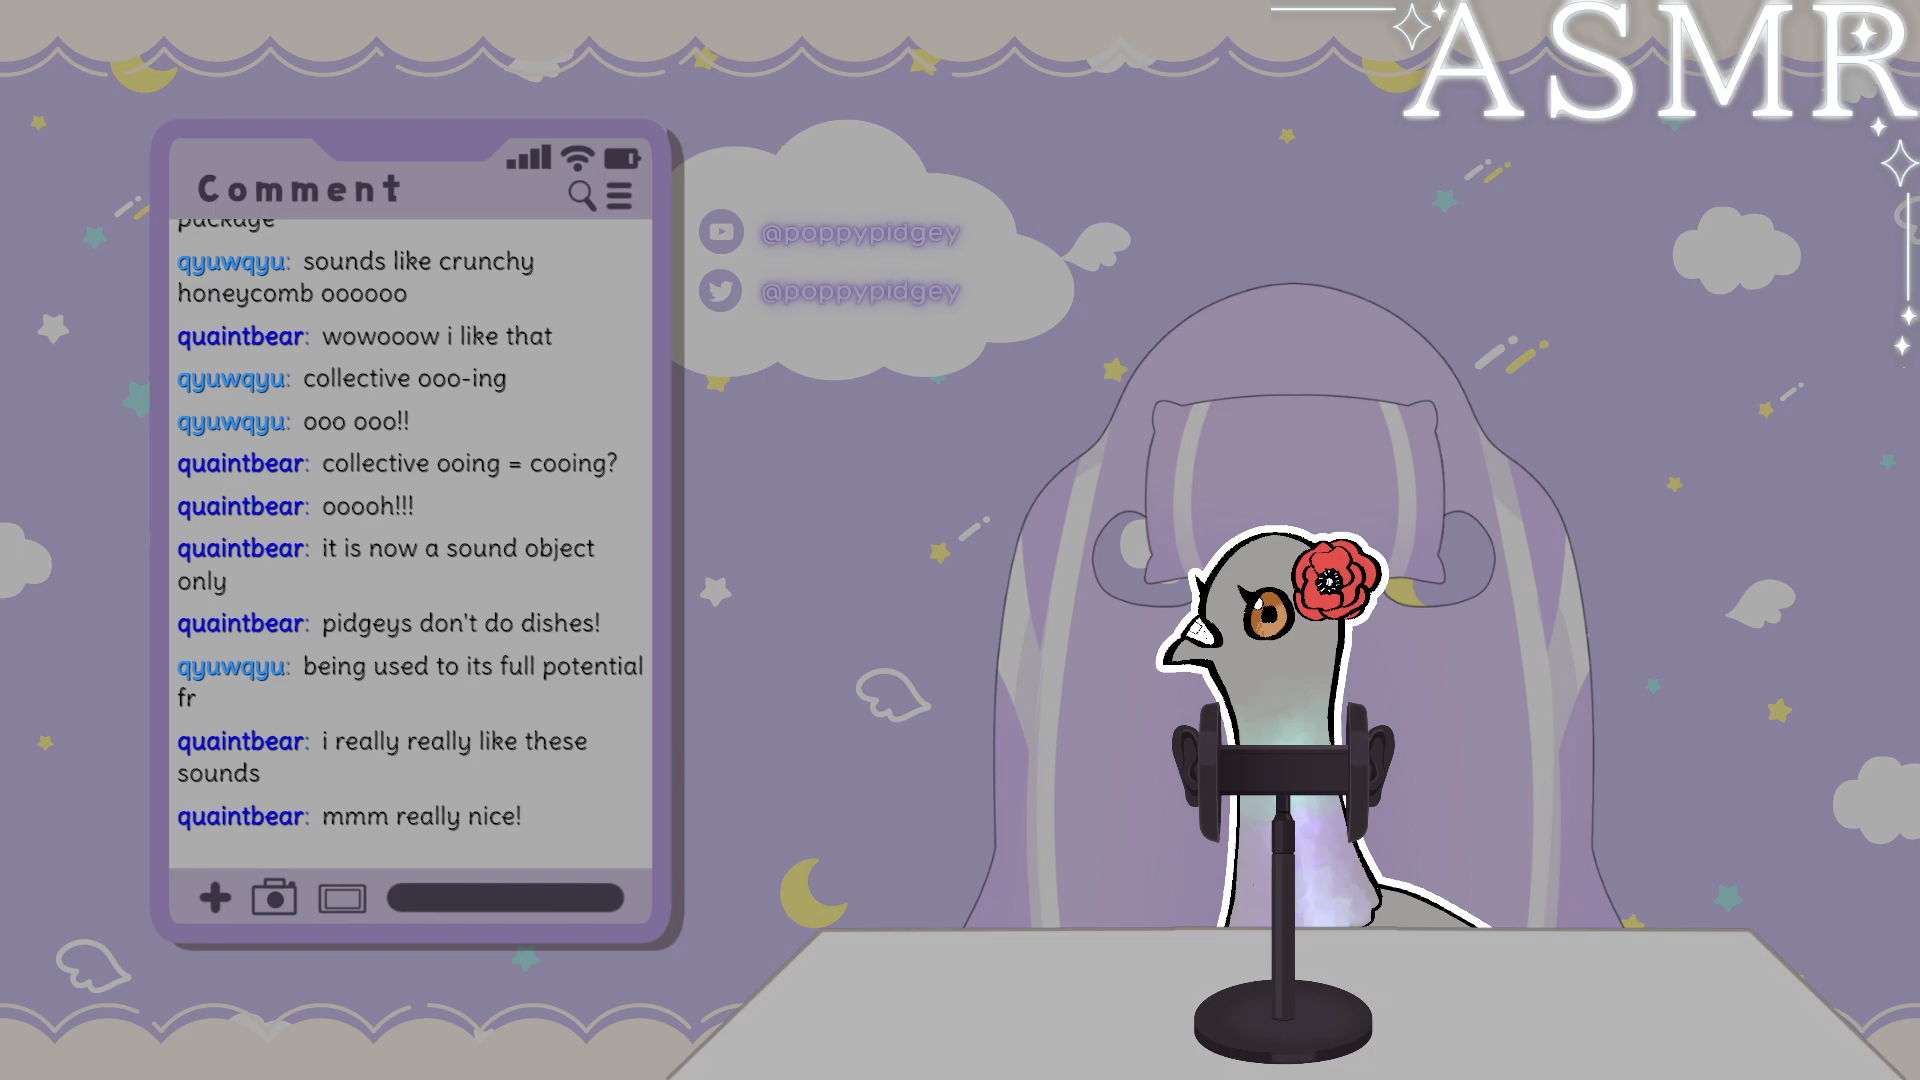 ASMR
Comment
package
qyuwqyu: sounds like crunchy
honeycomb oooooo
quaintbear: wowooow i like that
qyuwqyu: collective ooo-ing
qyuwqyu: ooo ooo!!
quaintbear: collective ooing = cooing?
quaintbear: ooooh!!!
quaintbear: it is now a sound object
only
quaintbear: pidgeys don't do dishes!
qyuwqyu: being used to its full potential
fr
quaintbear: i really really like these
sounds
quaintbear: mmm really nice!
@poppypidgey
@poppypidgey